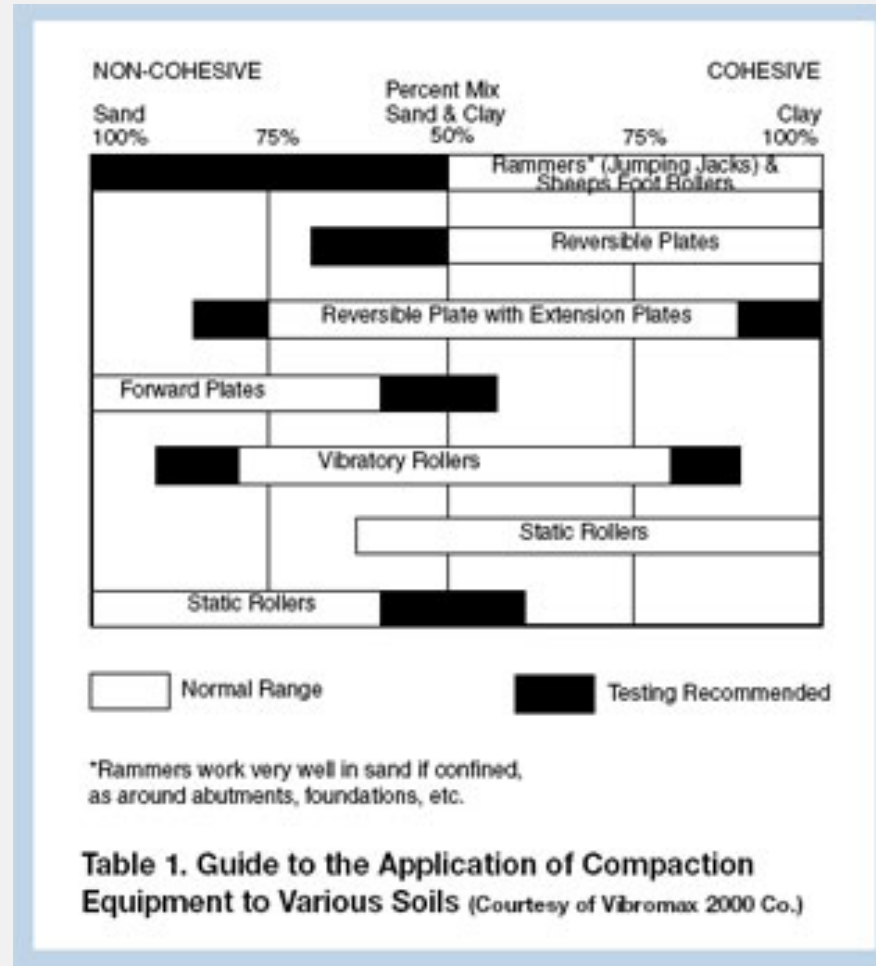 NON-COHESIVE COHESIVE
Percent Mix
Sand Sand & Clay Clay
100% 75% 50% 75% 100%
Rammers* (Jumping Jacks) &
Sheeps Foot Rollers
Reversible Plates
Reversible Plate with Extension Plates
Forward Plates
Vibratory Rollers
Static Rollers
Static Rollers
Normal Range Testing Recommended
*Rammers work very well in sand if confined,
as around abutments, foundations, etc.
Table 1. Guide to the Application of Compaction
Equipment to Various Soils (Courtesy of Vibromax 2000 Co.)